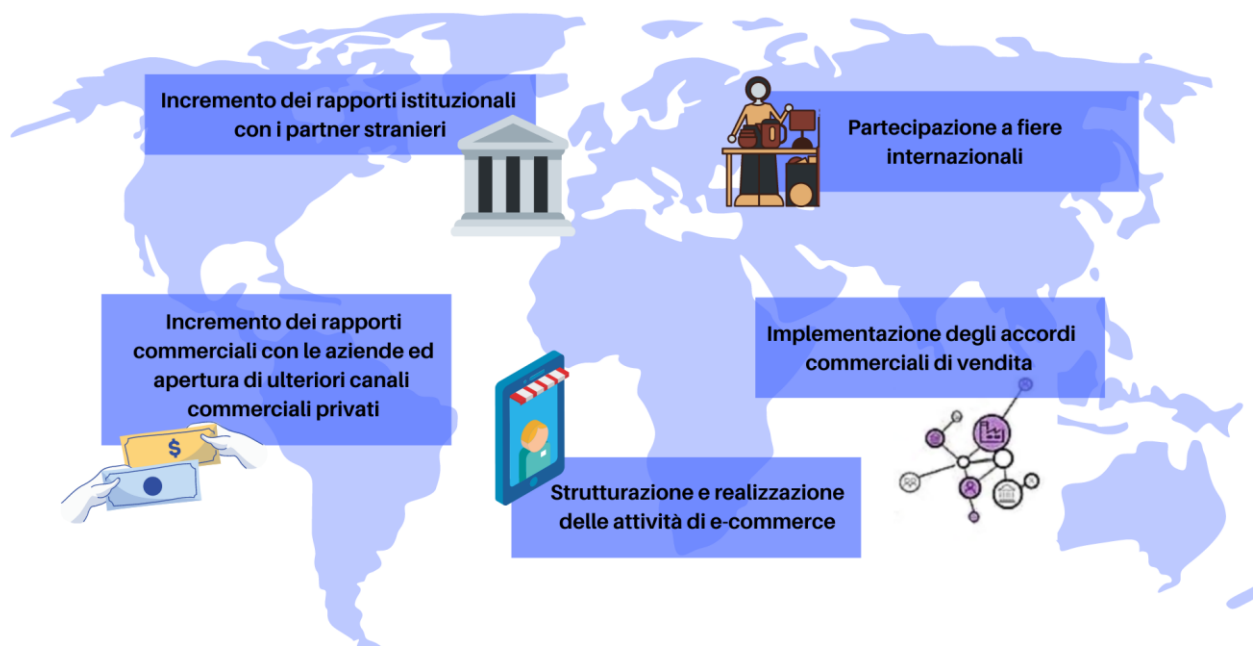 Incremento dei rapporti istituzionali
con i partner stranieri
Partecipazione a fiere
internazionali
Incremento dei rapporti
commerciali con le aziende ed
apertura di ulteriori canali
commerciali privati
Implementazione degli accordi
commerciali di vendita
Strutturazione e realizzazione
delle attività di e-commerce
$